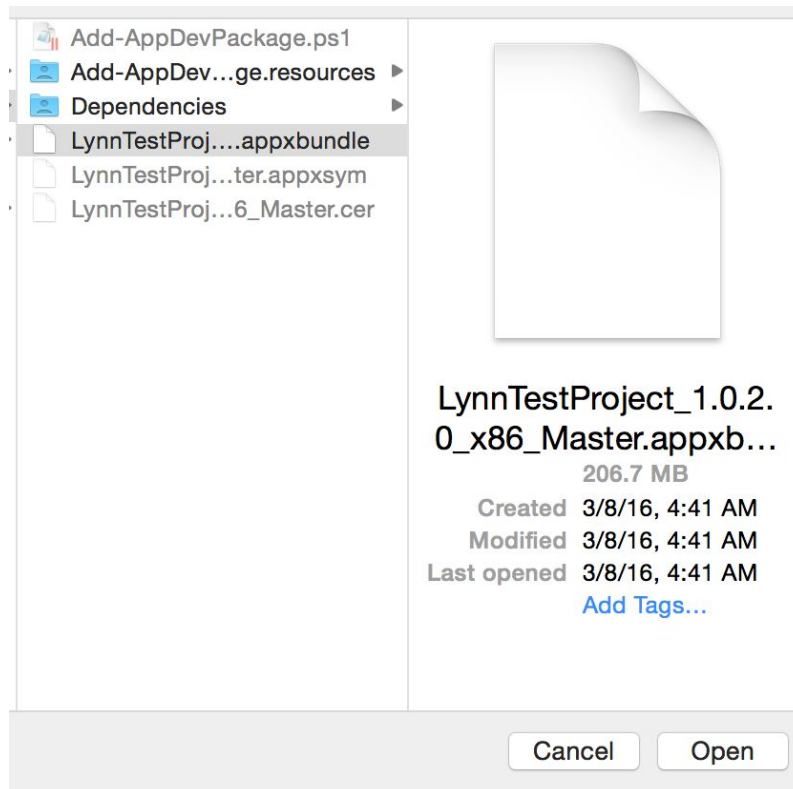 Add-AppDevPackage.ps1
Add-AppDev...ge.resources
Dependencies
LynnTestProj....appxbundle
LynnTestProj...ter.appxsym
LynnTestProj...6_Master.cer
LynnTestProject_1.0.2.
0_x86_Master.appxb...
206.7 MB
Created 3/8/16, 4:41 AM
Modified 3/8/16, 4:41 AM
Last opened 3/8/16, 4:41 AM
Add Tags...
Cancel Open